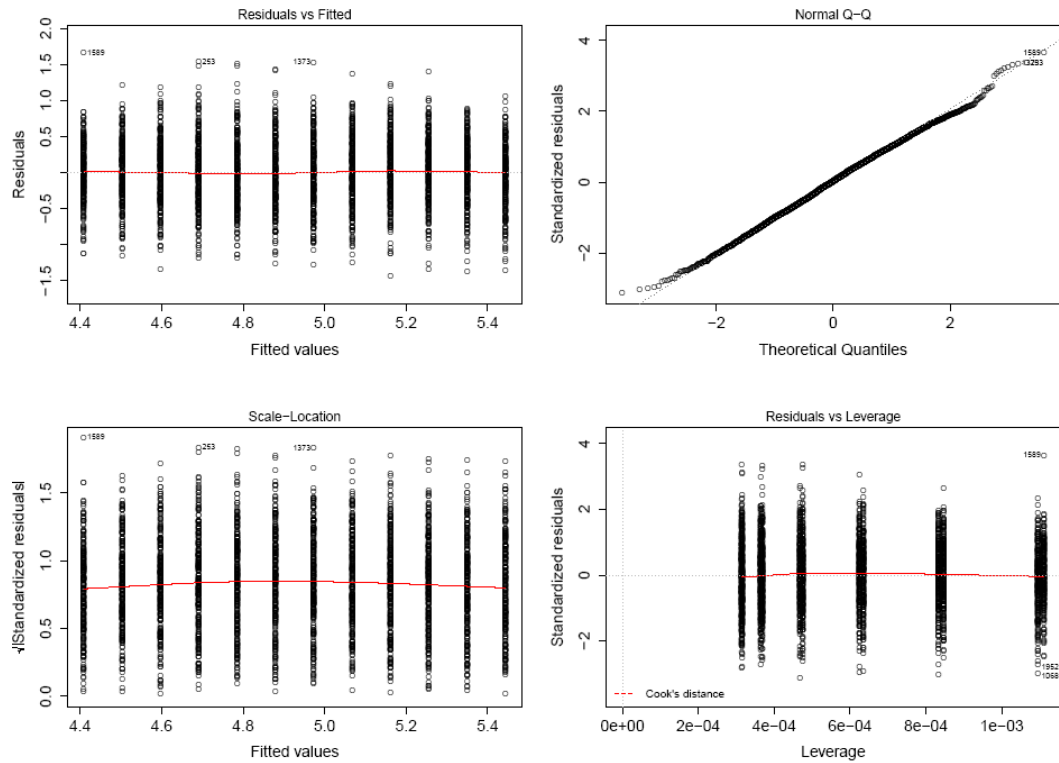 Residuals vs Fitted
Residuals
2.0
1.5
1.0
0.5
0.0
-0.5
-1.5
1589
253
1373
4.4 4.6 4.8 5.0 5.2 5.4
Fitted values
Normal Q-Q
Standardized residuals
4
2
0
-2
1589
-2 0 2
Theoretical Quantiles
Scale-Location
√|Standardized residuals|
1.5
1.0
0.5
0.0
1589
253
1373
4.4 4.6 4.8 5.0 5.2 5.4
Fitted values
Residuals vs Leverage
Standardized residuals
4
2
0
-2
1589
1952
1068
Cook's distance
0e+00 2e-04 4e-04 6e-04 8e-04 1e-03
Leverage